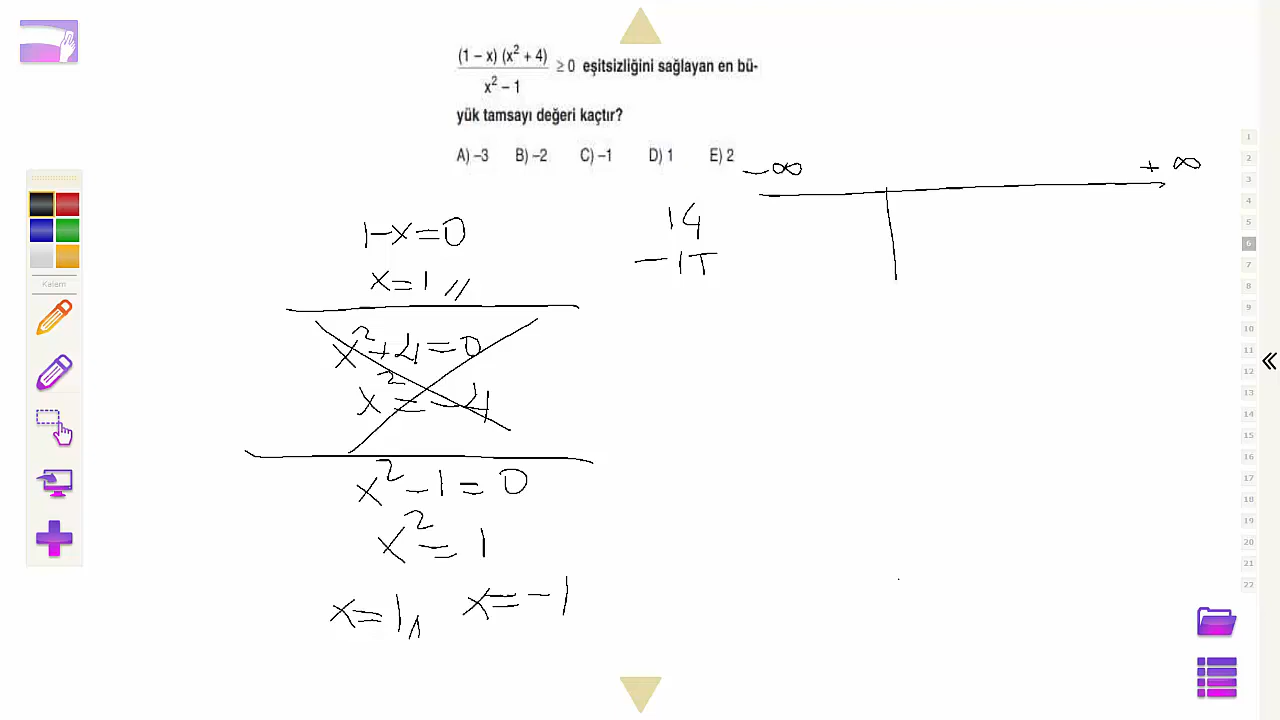 (1 – x) (x² + 4)
x² – 1
≥ 0 eşitsizliğini sağlayan en bü-
yük tamsayı değeri kaçtır?
A) –3 B) –2 C) –1 D) 1 E) 2
–∞ +∞
1Ç
–1T
1–x=0
x=1 //
x²+4=0
x²=–4
x²–1=0
x²=1
x=1, x=–1
Kalem
1
2
3
4
5
6
7
8
9
10
11
12
13
14
15
16
17
18
19
20
21
22